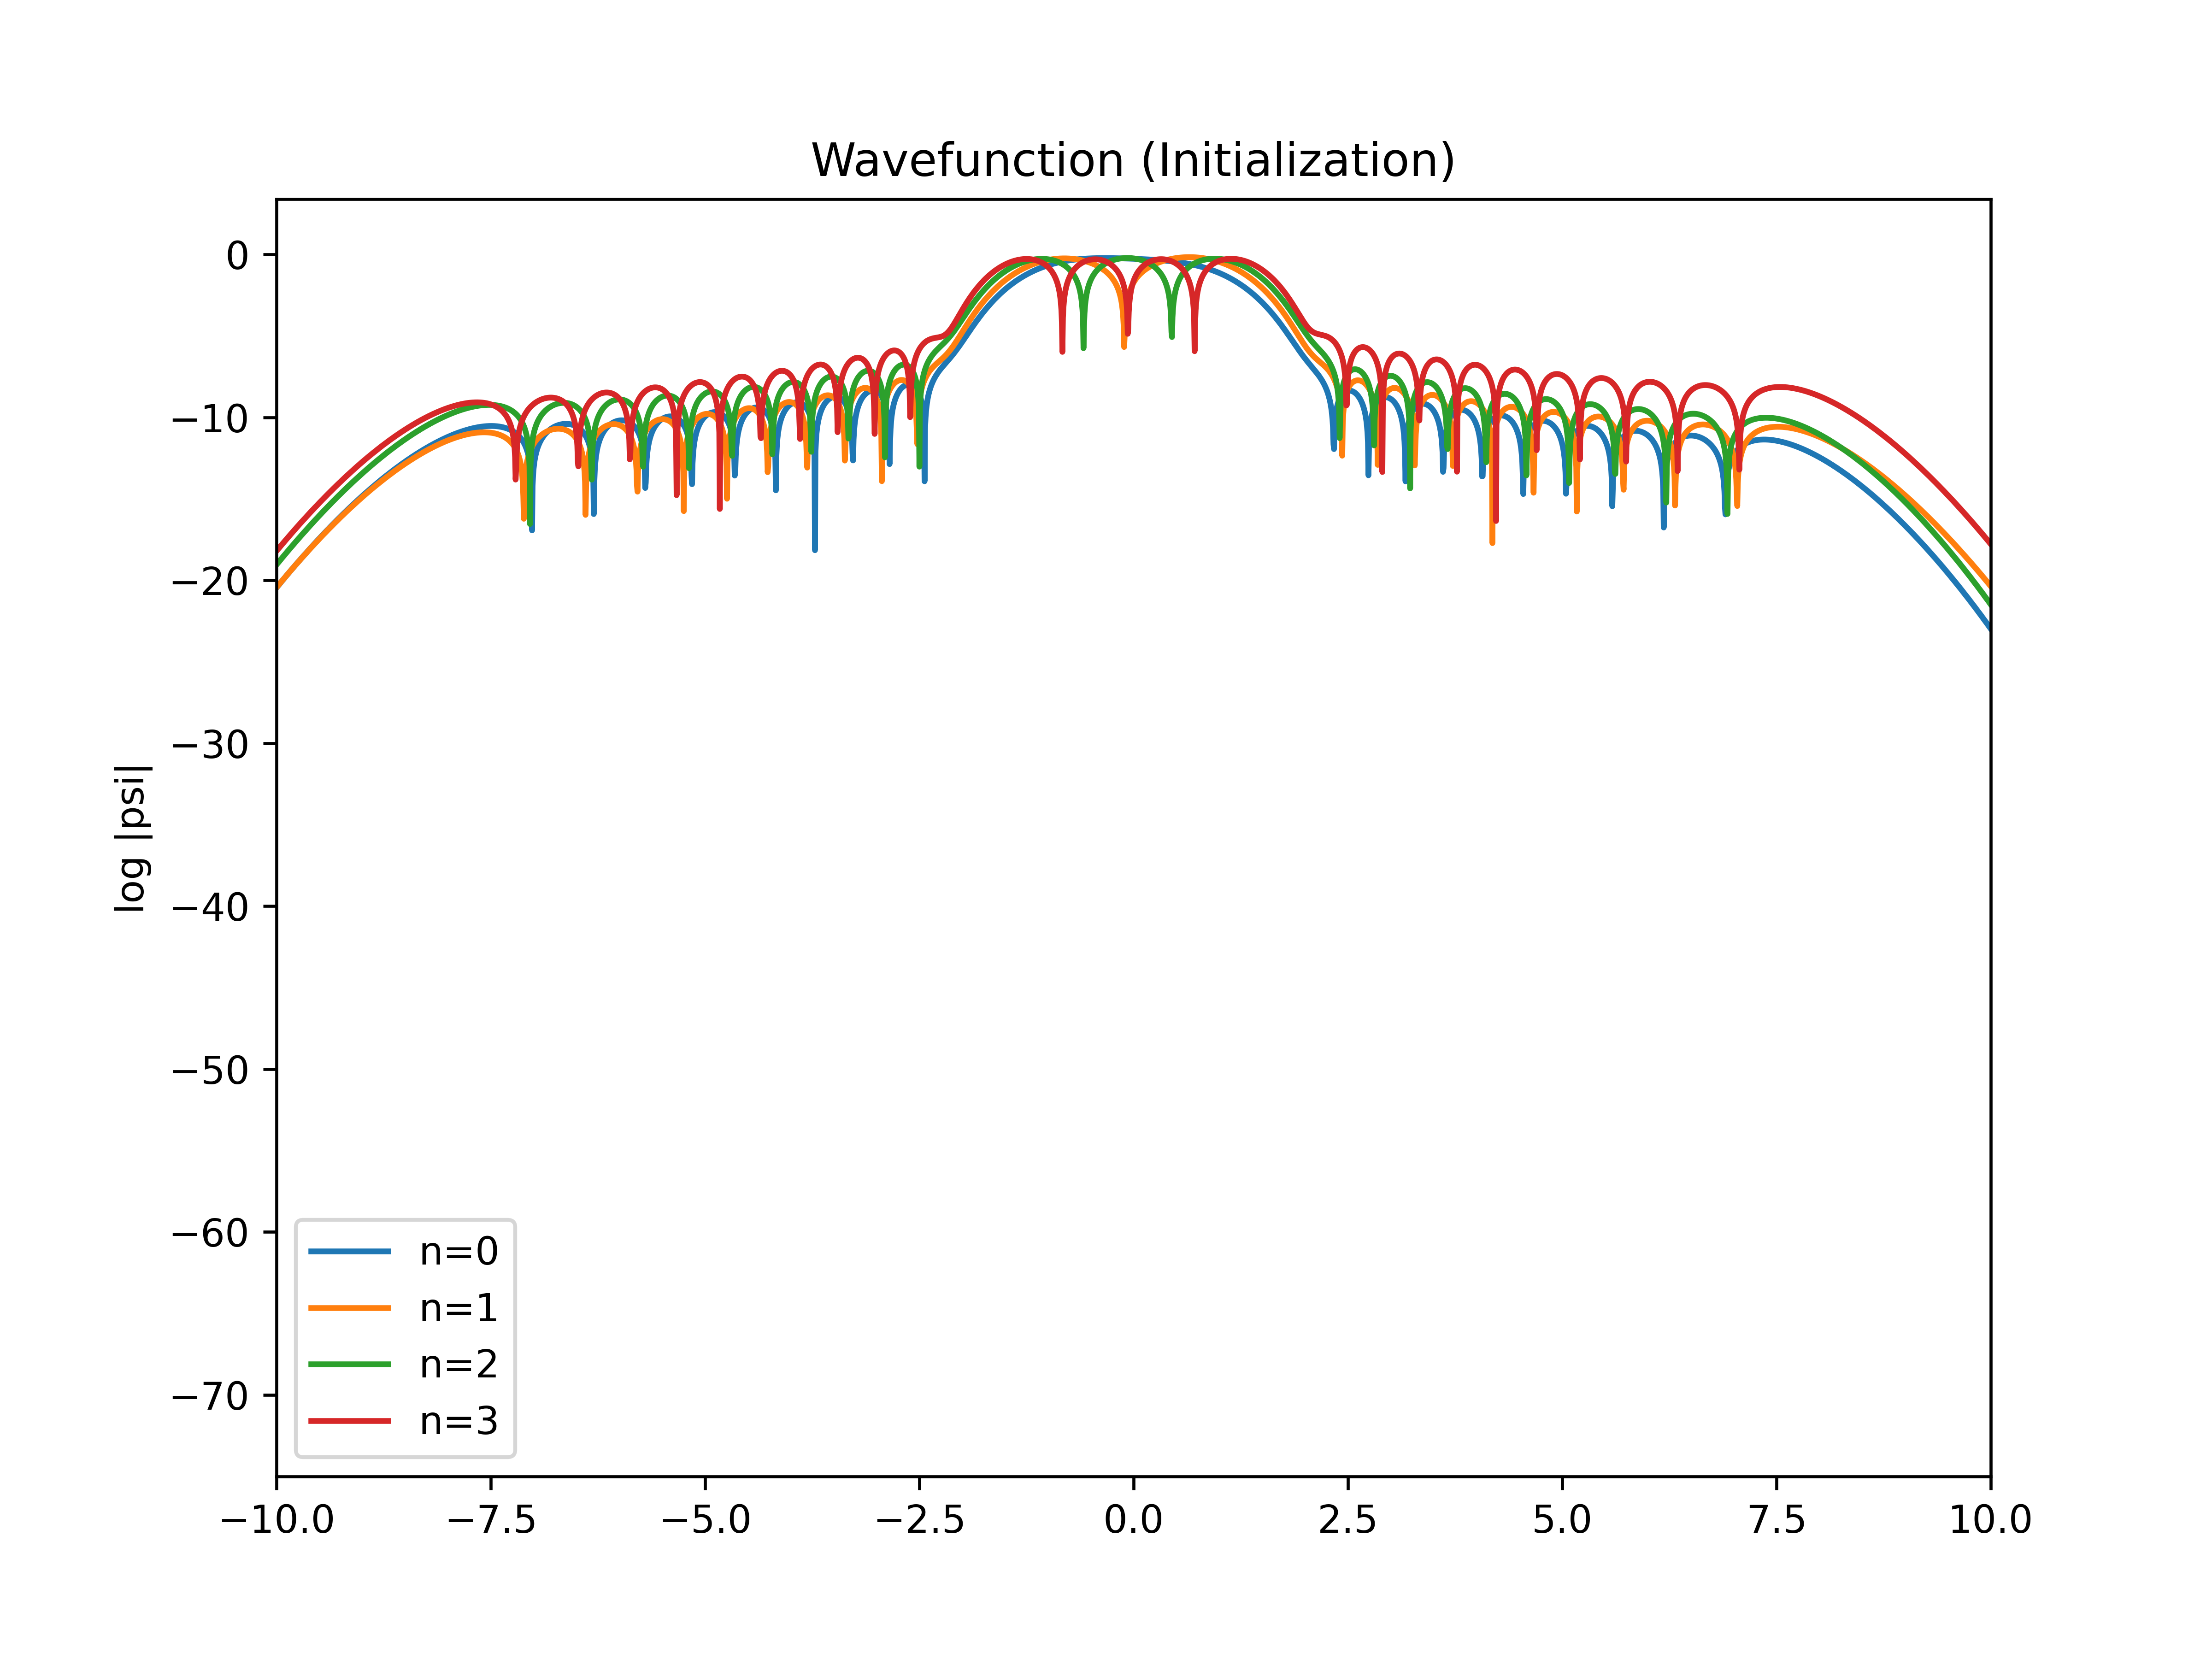 Wavefunction (Initialization)
log |psi|
0
−10
−20
−30
−40
−50
−60
−70
n=0
n=1
n=2
n=3
−10.0 −7.5 −5.0 −2.5 0.0 2.5 5.0 7.5 10.0